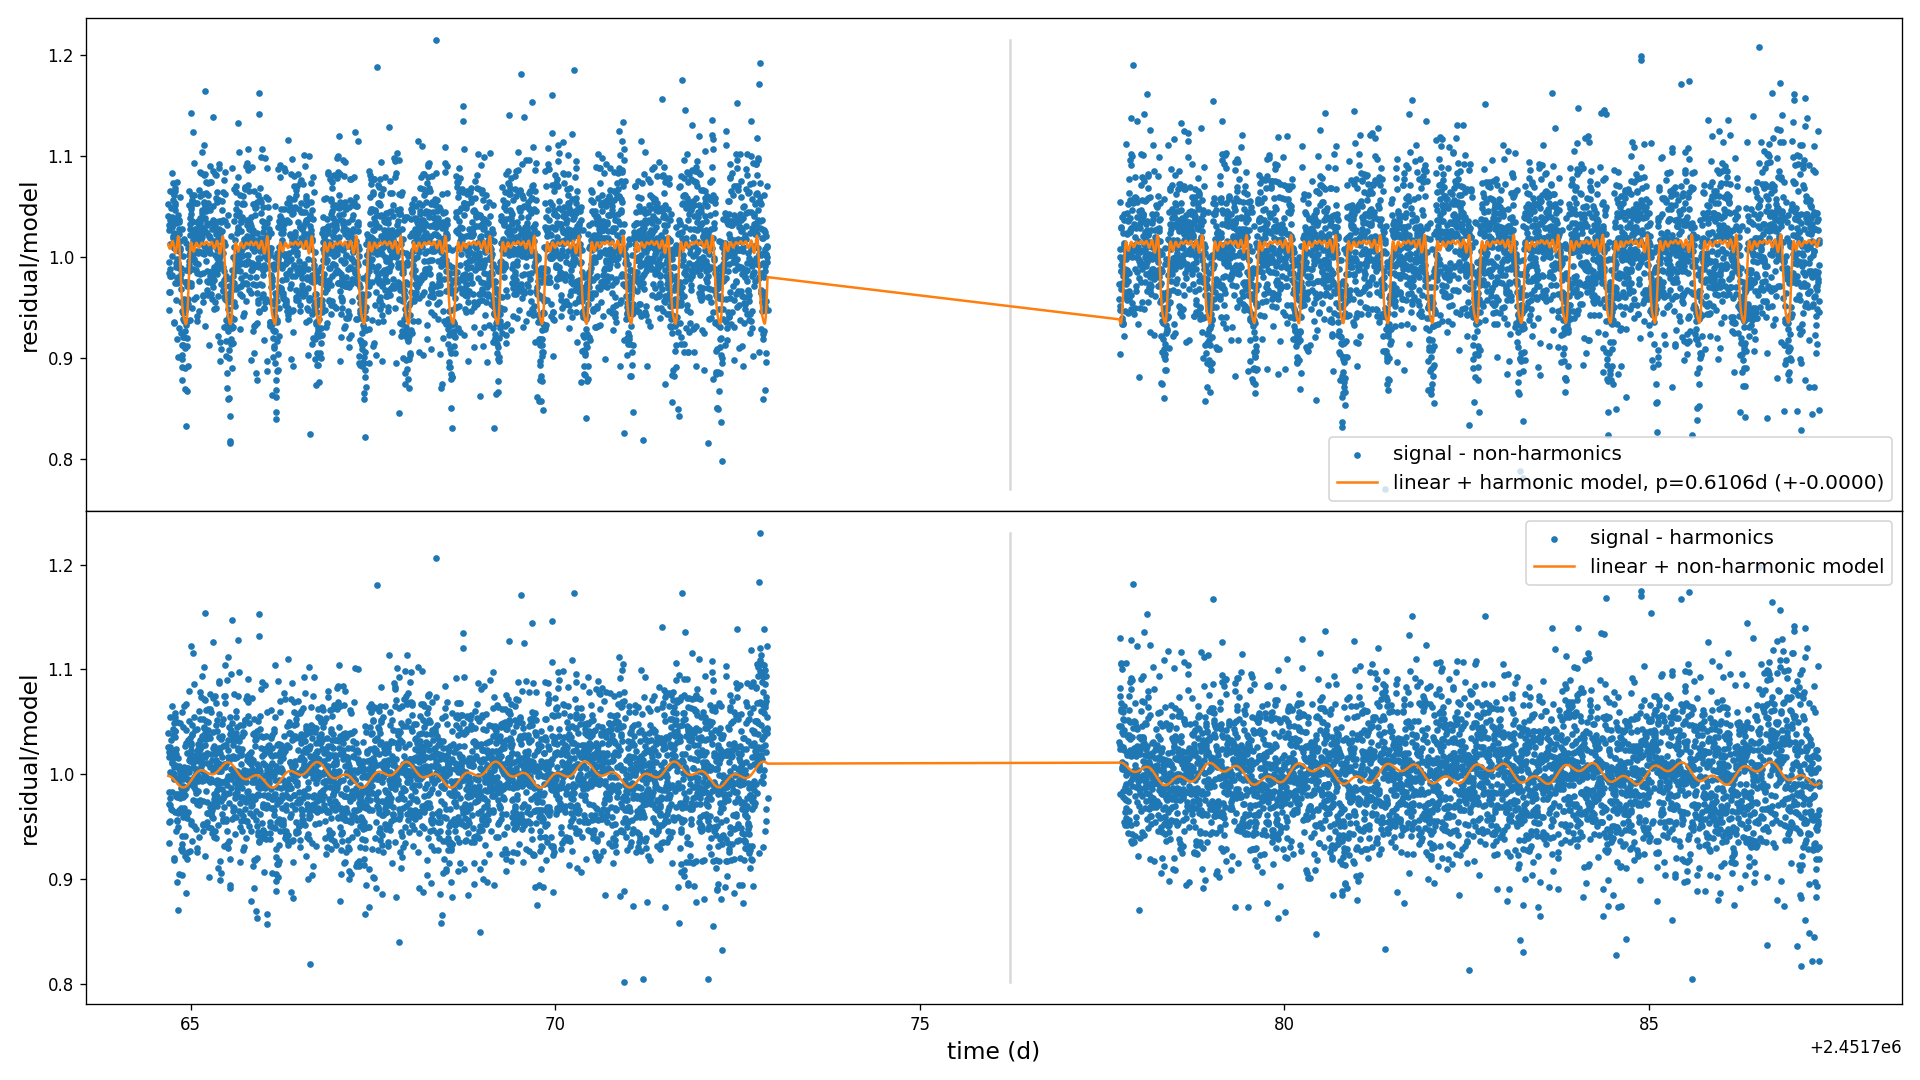 1.2
1.1
1.0
0.9
0.8
residual/model
signal - non-harmonics
linear + harmonic model, p=0.6106d (+-0.0000)
1.2
1.1
1.0
0.9
0.8
residual/model
signal - harmonics
linear + non-harmonic model
65
70
75
80
85
time (d)
+2.4517e6